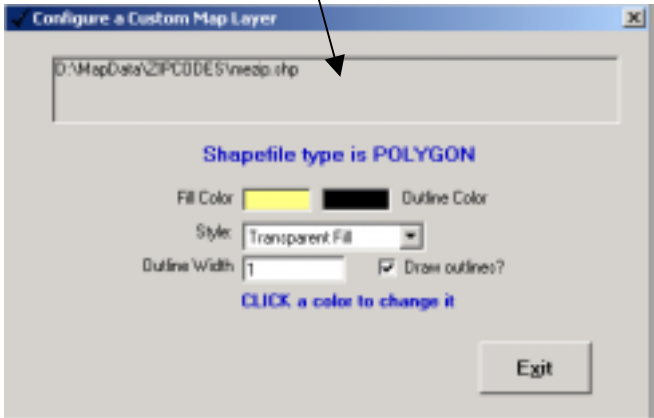 Configure a Custom Map Layer
D:\MapData\ZIPCODES\mezip.shp
Shapefile type is POLYGON
Fill Color Outline Color
Style: Transparent Fill
Outline Width 1 Draw outlines?
CLICK a color to change it
Exit